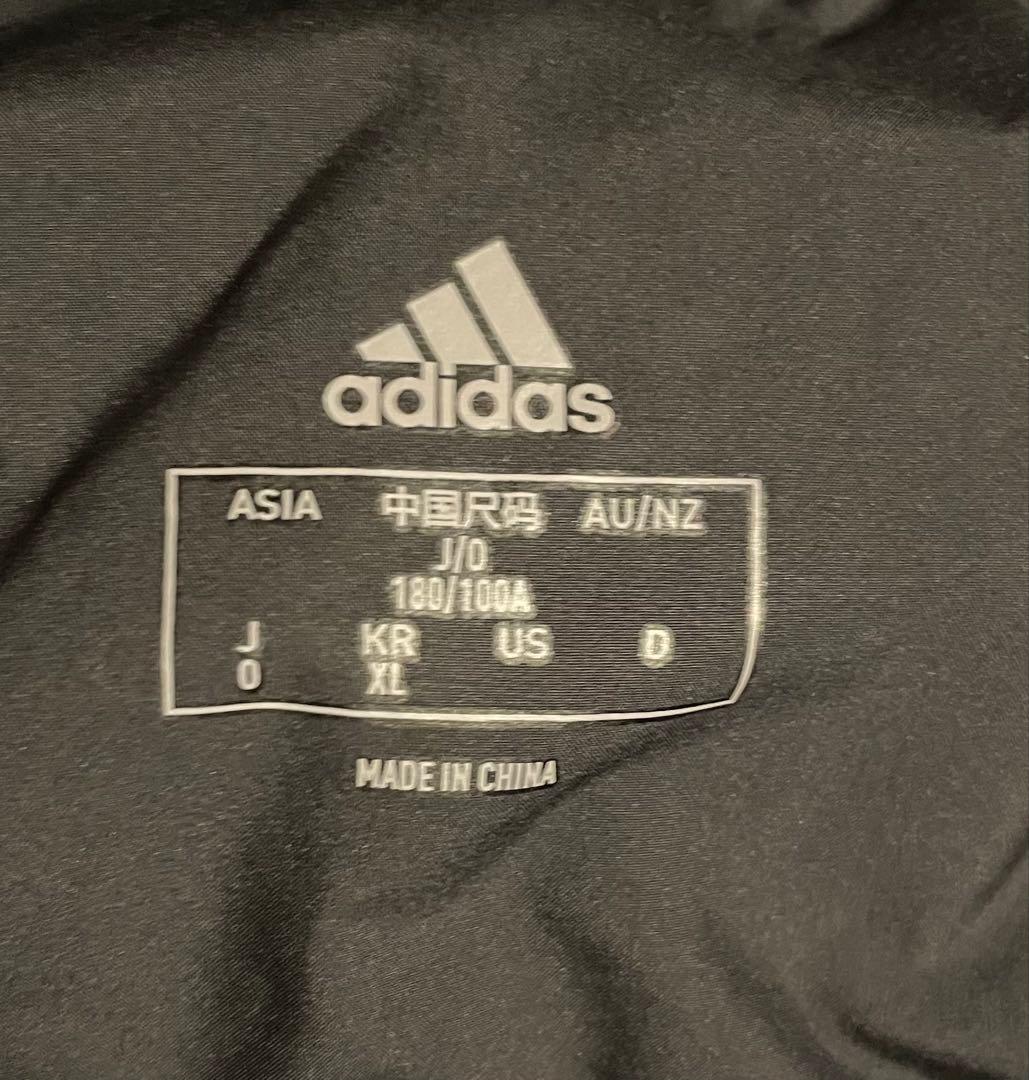 adidas
ASIA 中国尺码 AU/NZ
J/O
180/100A
J KR US D
O XL
MADE IN CHINA